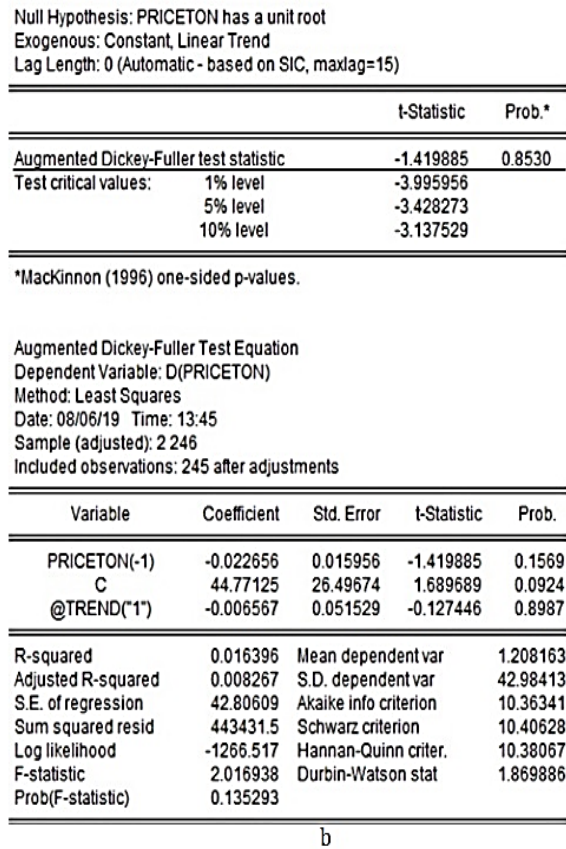 Null Hypothesis: PRICETON has a unit root
Exogenous: Constant, Linear Trend
Lag Length: 0 (Automatic - based on SIC, maxlag=15)
t-Statistic Prob.*
Augmented Dickey-Fuller test statistic -1.419885 0.8530
Test critical values: 1% level -3.995956
5% level -3.428273
10% level -3.137529
*MacKinnon (1996) one-sided p-values.
Augmented Dickey-Fuller Test Equation
Dependent Variable: D(PRICETON)
Method: Least Squares
Date: 08/06/19 Time: 13:45
Sample (adjusted): 2 246
Included observations: 245 after adjustments
Variable Coefficient Std. Error t-Statistic Prob.
PRICETON(-1) -0.022656 0.015956 -1.419885 0.1569
C 44.77125 26.49674 1.689689 0.0924
@TREND("1") -0.006567 0.051529 -0.127446 0.8987
R-squared 0.016396 Mean dependent var 1.208163
Adjusted R-squared 0.008267 S.D. dependent var 42.98413
S.E. of regression 42.80609 Akaike info criterion 10.36341
Sum squared resid 443431.5 Schwarz criterion 10.40628
Log likelihood -1266.517 Hannan-Quinn criter. 10.38067
F-statistic 2.016938 Durbin-Watson stat 1.869886
Prob(F-statistic) 0.135293
b